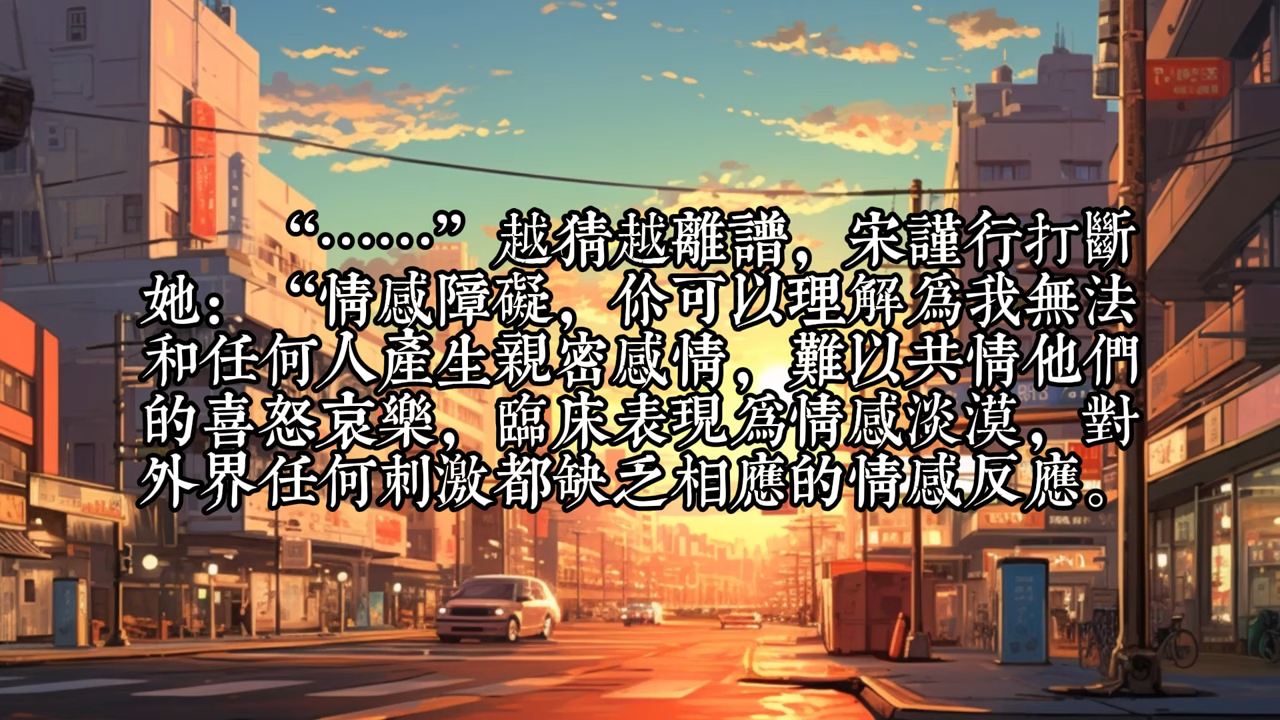 “……”越猜越離譜，宋謹行打斷
她：“情感障礙，你可以理解爲我無法
和任何人產生親密感情，難以共情他們
的喜怒哀樂，臨床表現爲情感淡漠，對
外界任何刺激都缺乏相應的情感反應。